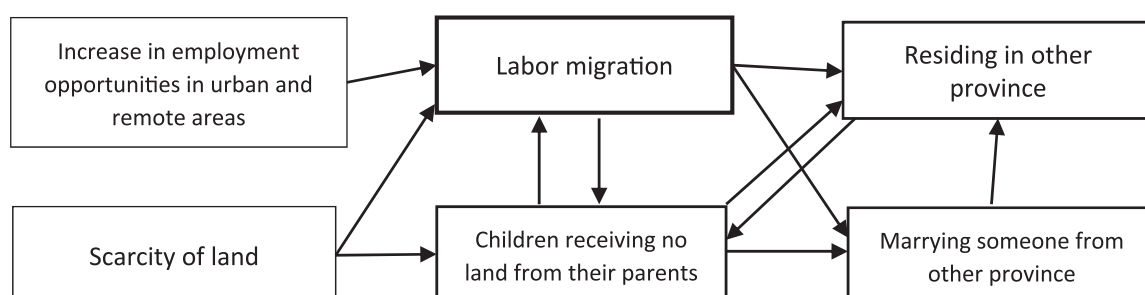 Increase in employment
opportunities in urban and
remote areas
Labor migration
Residing in other
province
Scarcity of land
Children receiving no
land from their parents
Marrying someone from
other province